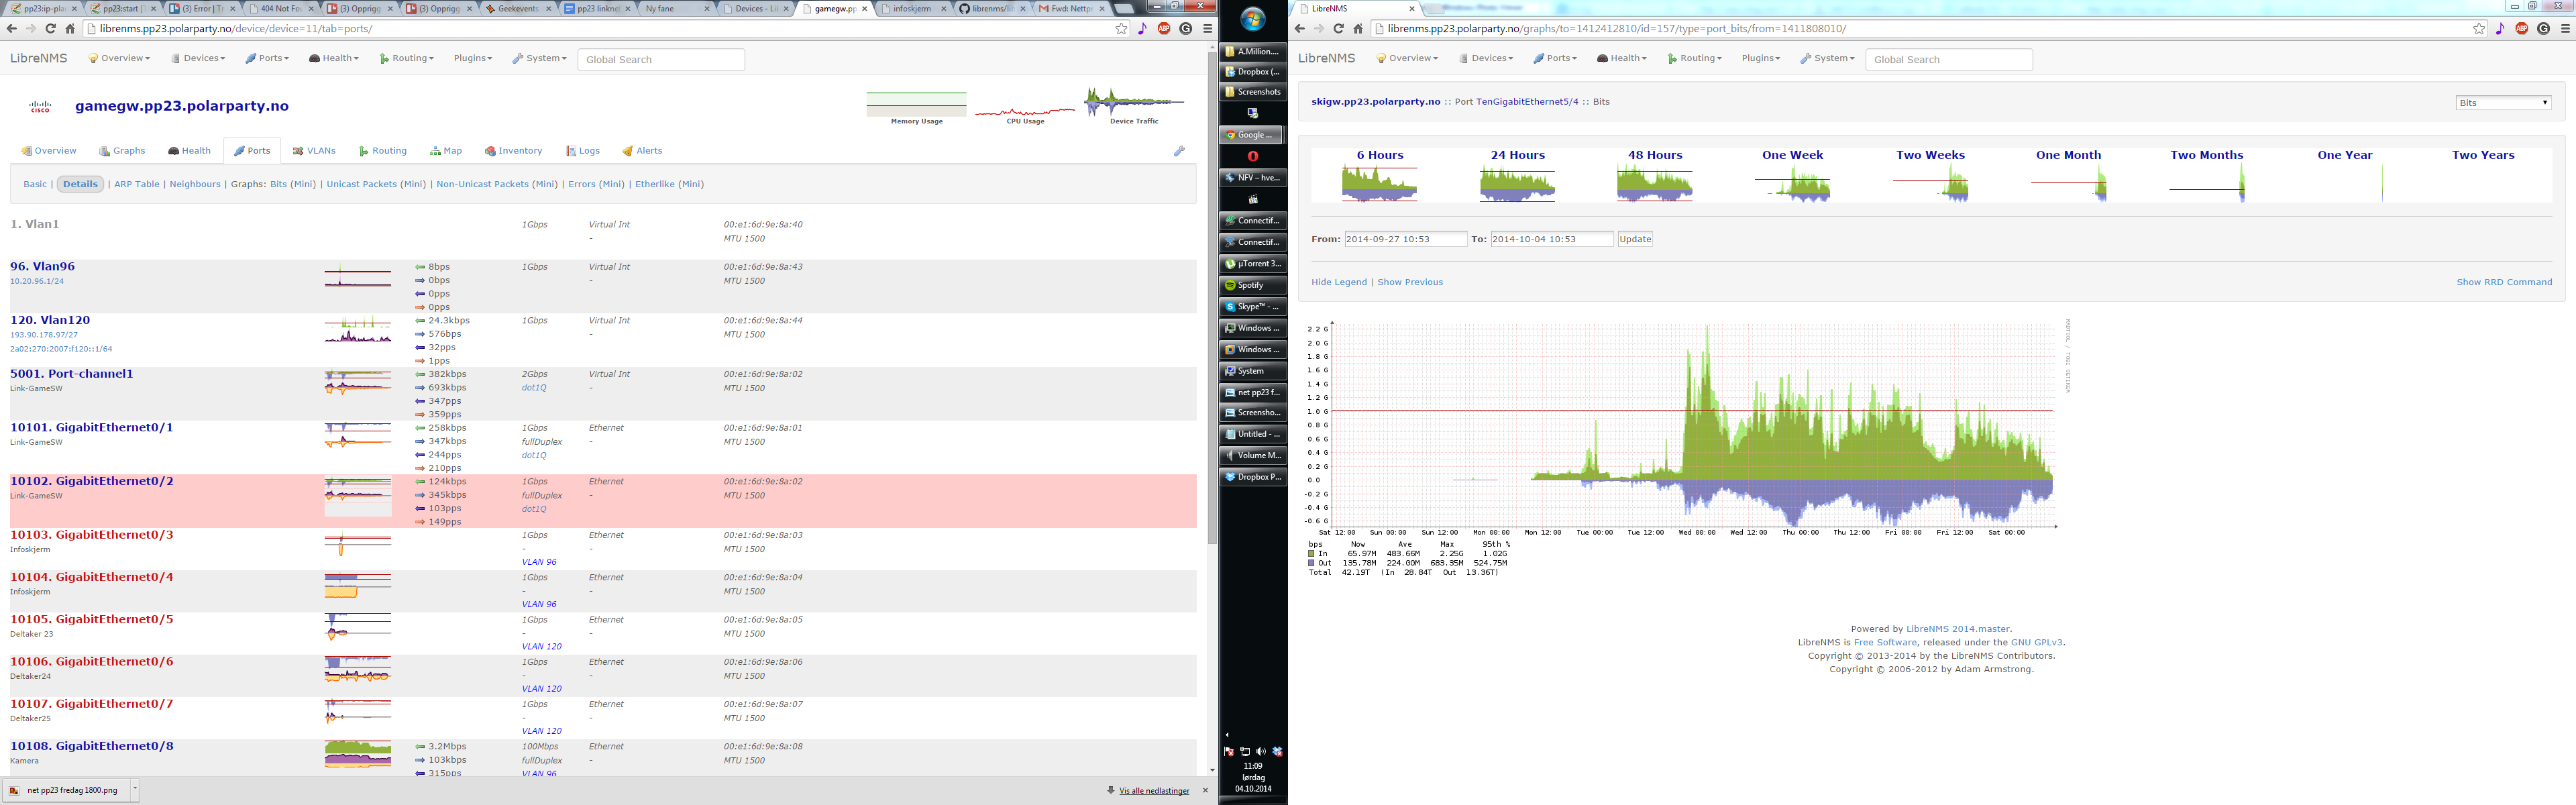 pp23:ip-pla
pp23:start [
(3) Error | Tr
404 Not Fou
(3) Opprigg
(3) Opprigg
Geekevents
pp23 linkne
Ny fane
Devices - Li
gamegw.pp
infoskjerm
librenms/lib
Fwd: Nettpr
librenms.pp23.polarparty.no/device/device=11/tab=ports/
LibreNMS Overview Devices Ports Health Routing Plugins System Global Search
gamegw.pp23.polarparty.no
CISCO
Memory Usage CPU Usage Device Traffic
Overview Graphs Health Ports VLANs Routing Map Inventory Logs Alerts
Basic | Details | ARP Table | Neighbours | Graphs: Bits (Mini) | Unicast Packets (Mini) | Non-Unicast Packets (Mini) | Errors (Mini) | Etherlike (Mini)
1. Vlan1 1Gbps Virtual Int 00:e1:6d:9e:8a:40
- MTU 1500
96. Vlan96 8bps 1Gbps Virtual Int 00:e1:6d:9e:8a:43
10.20.96.1/24 0bps - MTU 1500
0pps
0pps
120. Vlan120 24.3kbps 1Gbps Virtual Int 00:e1:6d:9e:8a:44
193.90.178.97/27 576bps - MTU 1500
2a02:270:2007:f120::1/64 32pps
1pps
5001. Port-channel1 382kbps 2Gbps Virtual Int 00:e1:6d:9e:8a:02
Link-GameSW 693kbps dot1Q - MTU 1500
347pps
359pps
10101. GigabitEthernet0/1 258kbps 1Gbps Ethernet 00:e1:6d:9e:8a:01
Link-GameSW 347kbps fullDuplex - MTU 1500
244pps dot1Q
210pps
10102. GigabitEthernet0/2 124kbps 1Gbps Ethernet 00:e1:6d:9e:8a:02
Link-GameSW 345kbps fullDuplex - MTU 1500
103pps dot1Q
149pps
10103. GigabitEthernet0/3 1Gbps Ethernet 00:e1:6d:9e:8a:03
Infoskjerm - - MTU 1500
VLAN 96
10104. GigabitEthernet0/4 1Gbps Ethernet 00:e1:6d:9e:8a:04
Infoskjerm - - MTU 1500
VLAN 96
10105. GigabitEthernet0/5 1Gbps Ethernet 00:e1:6d:9e:8a:05
Deltaker 23 - - MTU 1500
VLAN 120
10106. GigabitEthernet0/6 1Gbps Ethernet 00:e1:6d:9e:8a:06
Deltaker24 - - MTU 1500
VLAN 120
10107. GigabitEthernet0/7 1Gbps Ethernet 00:e1:6d:9e:8a:07
Deltaker25 - - MTU 1500
VLAN 120
10108. GigabitEthernet0/8 3.2Mbps 100Mbps Ethernet 00:e1:6d:9e:8a:08
Kamera 103kbps fullDuplex - MTU 1500
315pps VLAN 96
net pp23 fredag 1800.png
Vis alle nedlastinger
A.Million....
Dropbox (...
Screenshots
Google ...
NFV – hve...
Connectif...
Connectif...
µTorrent 3...
Spotify
Skype™ - ...
Windows ...
Windows ...
System
net pp23 f...
Screensho...
Untitled - ...
Volume M...
Dropbox P...
11:09
lørdag
04.10.2014
LibreNMS
librenms.pp23.polarparty.no/graphs/to=1412412810/id=157/type=port_bits/from=1411808010/
LibreNMS Overview Devices Ports Health Routing Plugins System Global Search
skigw.pp23.polarparty.no :: Port TenGigabitEthernet5/4 :: Bits
Bits
6 Hours 24 Hours 48 Hours One Week Two Weeks One Month Two Months One Year Two Years
From: 2014-09-27 10:53 To: 2014-10-04 10:53 Update
Hide Legend | Show Previous
Show RRD Command
RRDTOOL / TOBI OETIKER
2.2 G
2.0 G
1.8 G
1.6 G
1.4 G
1.2 G
1.0 G
0.8 G
0.6 G
0.4 G
0.2 G
0.0
-0.2 G
-0.4 G
-0.6 G
Sat 12:00 Sun 00:00 Sun 12:00 Mon 00:00 Mon 12:00 Tue 00:00 Tue 12:00 Wed 00:00 Wed 12:00 Thu 00:00 Thu 12:00 Fri 00:00 Fri 12:00 Sat 00:00
bps Now Ave Max 95th %
In 65.97M 483.66M 2.25G 1.02G
Out 135.78M 224.00M 683.35M 524.75M
Total 42.19T (In 28.84T Out 13.36T)
Powered by LibreNMS 2014.master.
LibreNMS is Free Software, released under the GNU GPLv3.
Copyright © 2013-2014 by the LibreNMS Contributors.
Copyright © 2006-2012 by Adam Armstrong.